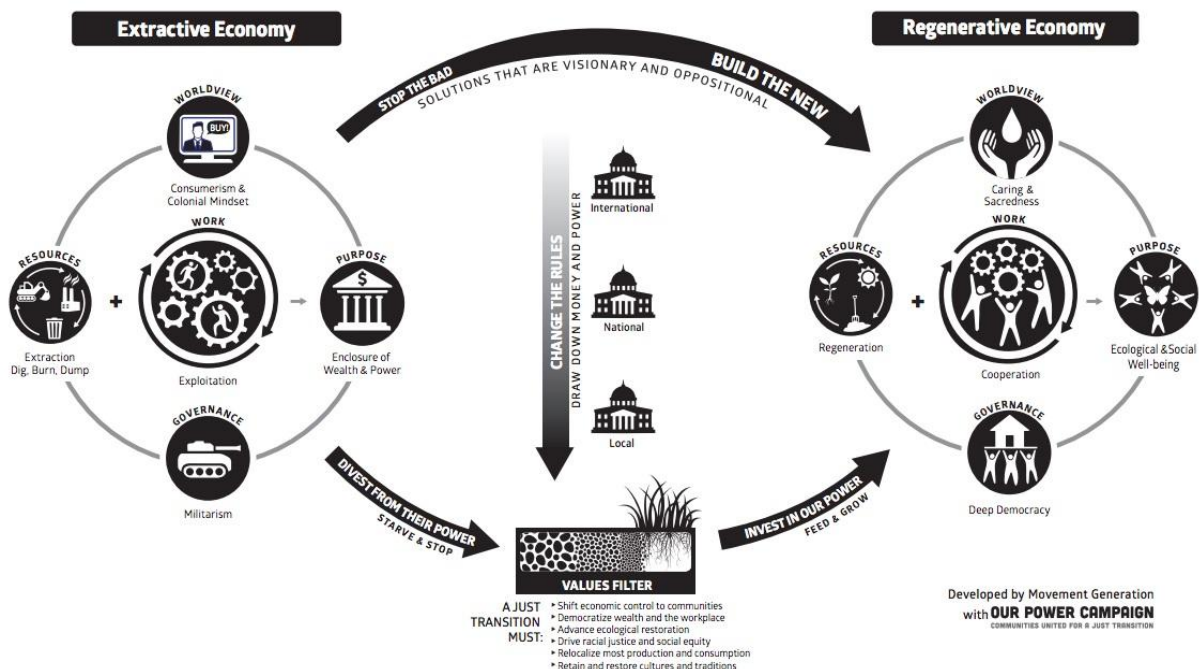 Extractive Economy
WORLDVIEW
BUY!
Consumerism &
Colonial Mindset
RESOURCES
Extraction
Dig, Burn, Dump
+
WORK
Exploitation
PURPOSE
$
Enclosure of
Wealth & Power
GOVERNANCE
Militarism
STOP THE BAD
BUILD THE NEW
SOLUTIONS THAT ARE VISIONARY AND OPPOSITIONAL
CHANGE THE RULES
DRAW DOWN MONEY AND POWER
International
National
Local
DIVEST FROM THEIR POWER
STARVE & STOP
VALUES FILTER
A JUST
TRANSITION
MUST:
▸ Shift economic control to communities
▸ Democratize wealth and the workplace
▸ Advance ecological restoration
▸ Drive racial justice and social equity
▸ Relocalize most production and consumption
▸ Retain and restore cultures and traditions
INVEST IN OUR POWER
FEED & GROW
Regenerative Economy
WORLDVIEW
Caring &
Sacredness
RESOURCES
Regeneration
+
WORK
Cooperation
PURPOSE
Ecological &Social
Well-being
GOVERNANCE
Deep Democracy
Developed by Movement Generation
with OUR POWER CAMPAIGN
COMMUNITIES UNITED FOR A JUST TRANSITION